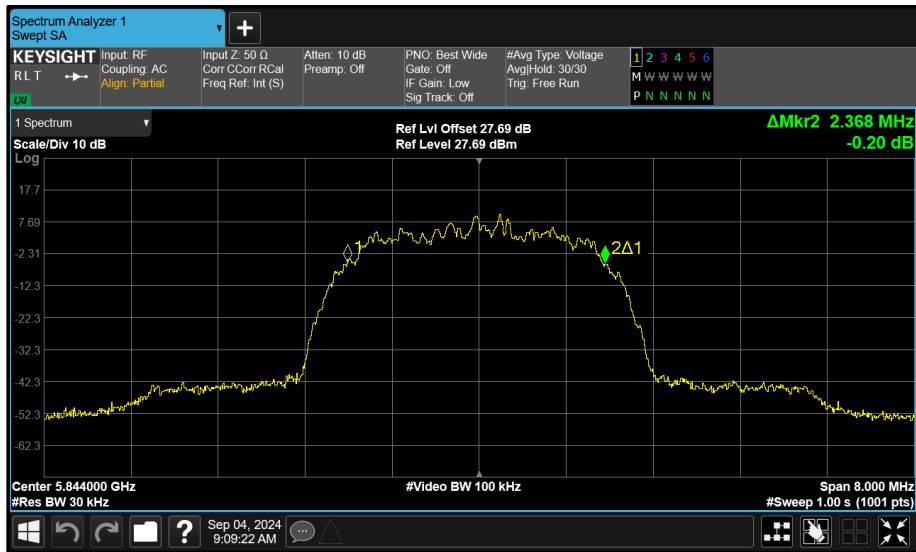 Spectrum Analyzer 1
Swept SA
+
KEYSIGHT
RLT
LXI
Input: RF
Coupling: AC
Align: Partial
Input Z: 50 Ω
Corr CCorr RCal
Freq Ref: Int (S)
Atten: 10 dB
Preamp: Off
PNO: Best Wide
Gate: Off
IF Gain: Low
Sig Track: Off
#Avg Type: Voltage
Avg|Hold: 30/30
Trig: Free Run
1 2 3 4 5 6
M W W W W W
P N N N N N
1 Spectrum
Scale/Div 10 dB
Ref Lvl Offset 27.69 dB
Ref Level 27.69 dBm
ΔMkr2 2.368 MHz
-0.20 dB
Log
17.7
7.69
-2.31
-12.3
-22.3
-32.3
-42.3
-52.3
-62.3
1
2Δ1
Center 5.844000 GHz
#Video BW 100 kHz
Span 8.000 MHz
#Res BW 30 kHz
#Sweep 1.00 s (1001 pts)
?
Sep 04, 2024
9:09:22 AM